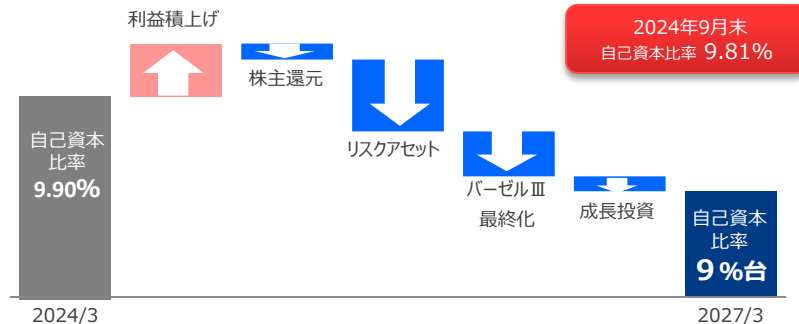 利益積上げ
2024年9月末
自己資本比率 9.81%
株主還元
自己資本
比率
9.90%
リスクアセット
バーゼルⅢ
最終化
成長投資
自己資本
比率
9%台
2024/3
2027/3